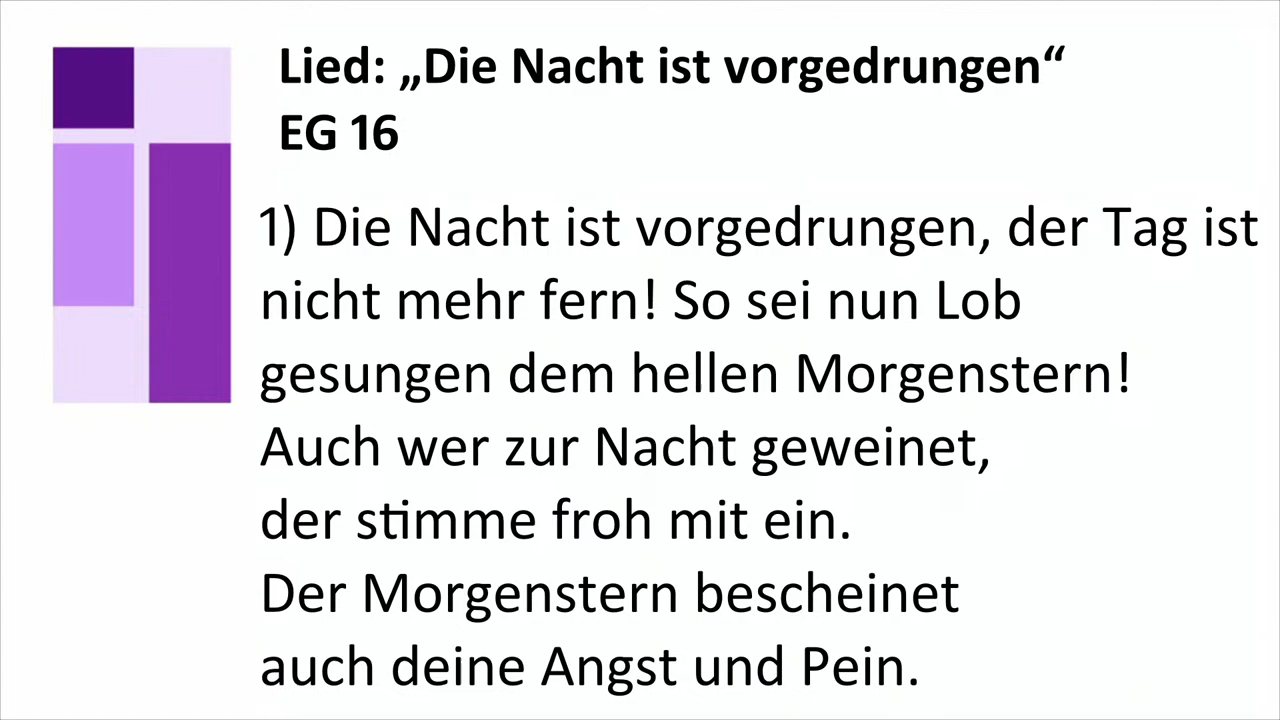 Lied: „Die Nacht ist vorgedrungen“
EG 16
1) Die Nacht ist vorgedrungen, der Tag ist
nicht mehr fern! So sei nun Lob
gesungen dem hellen Morgenstern!
Auch wer zur Nacht geweinet,
der stimme froh mit ein.
Der Morgenstern bescheinet
auch deine Angst und Pein.